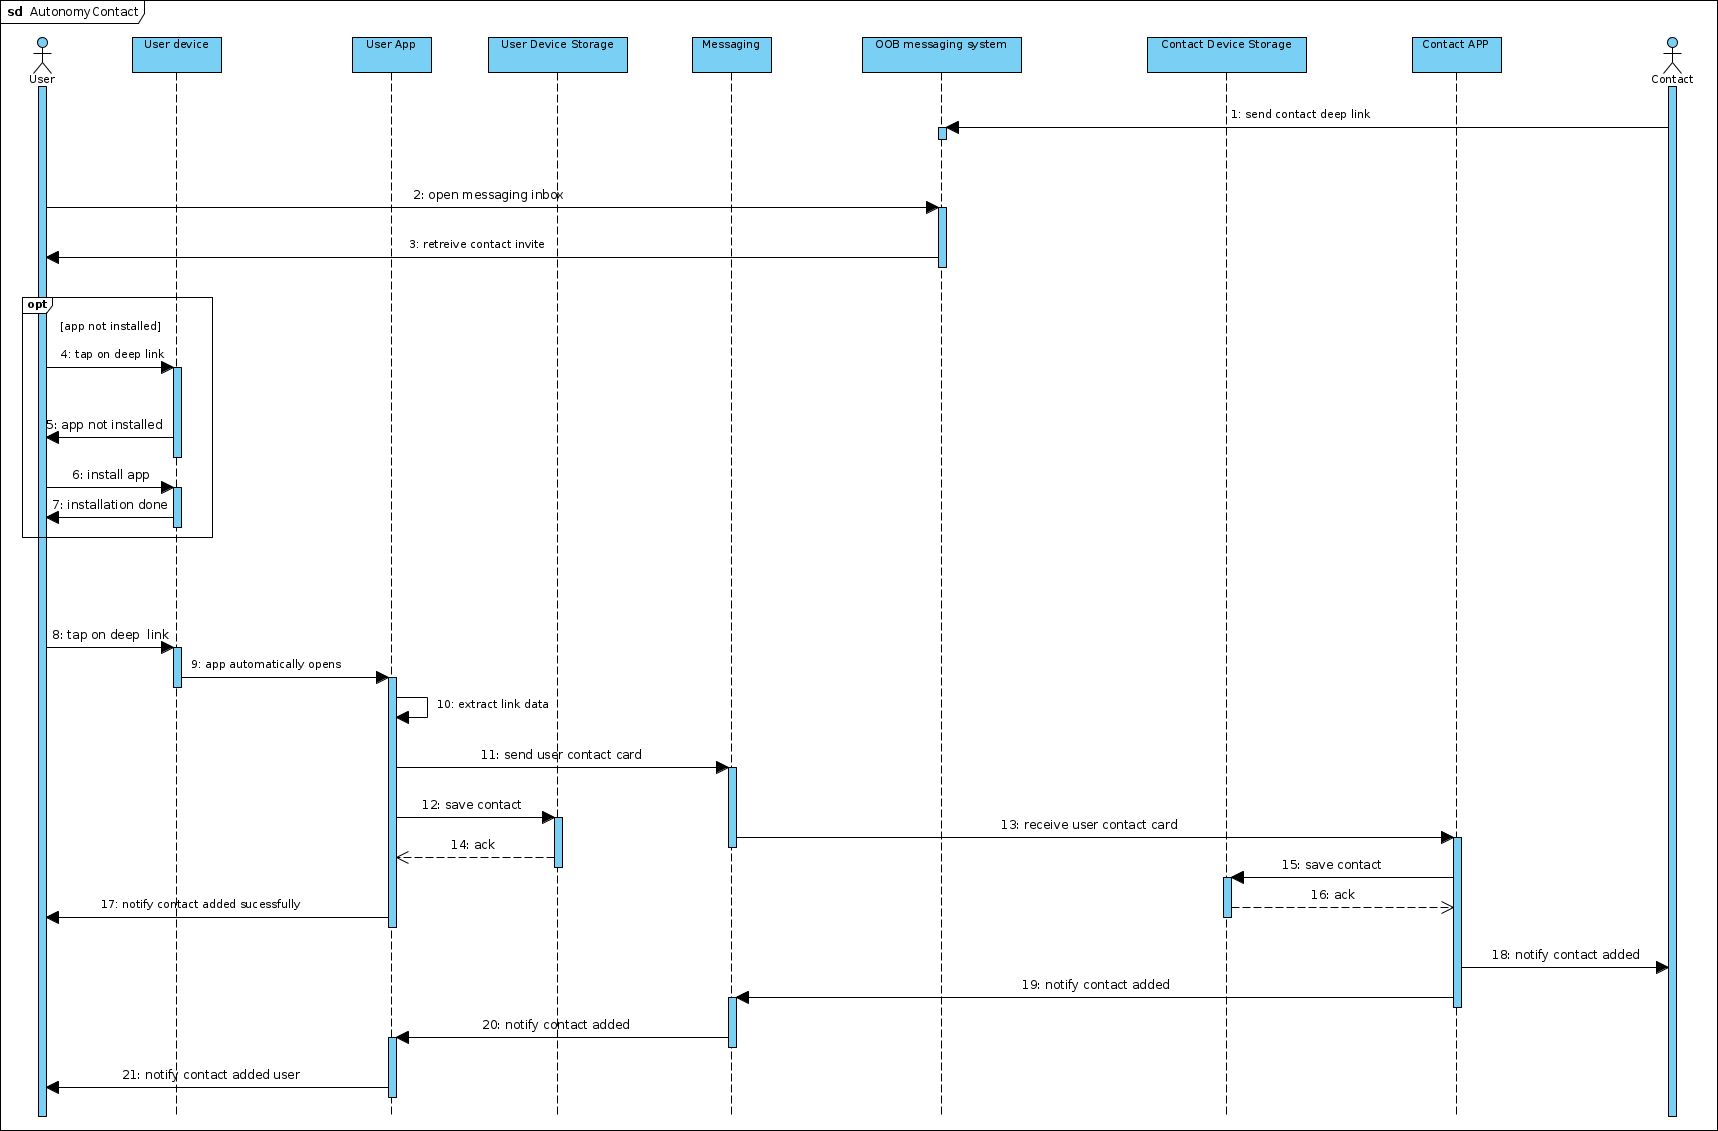 sd AutonomyContact
User device
User App
User Device Storage
Messaging
OOB messaging system
Contact Device Storage
Contact APP
User
Contact
1: send contact deep link
2: open messaging inbox
3: retreive contact invite
opt
[app not installed]
4: tap on deep link
5: app not installed
6: install app
7: installation done
8: tap on deep  link
9: app automatically opens
10: extract link data
11: send user contact card
12: save contact
13: receive user contact card
14: ack
15: save contact
16: ack
17: notify contact added sucessfully
18: notify contact added
19: notify contact added
20: notify contact added
21: notify contact added user